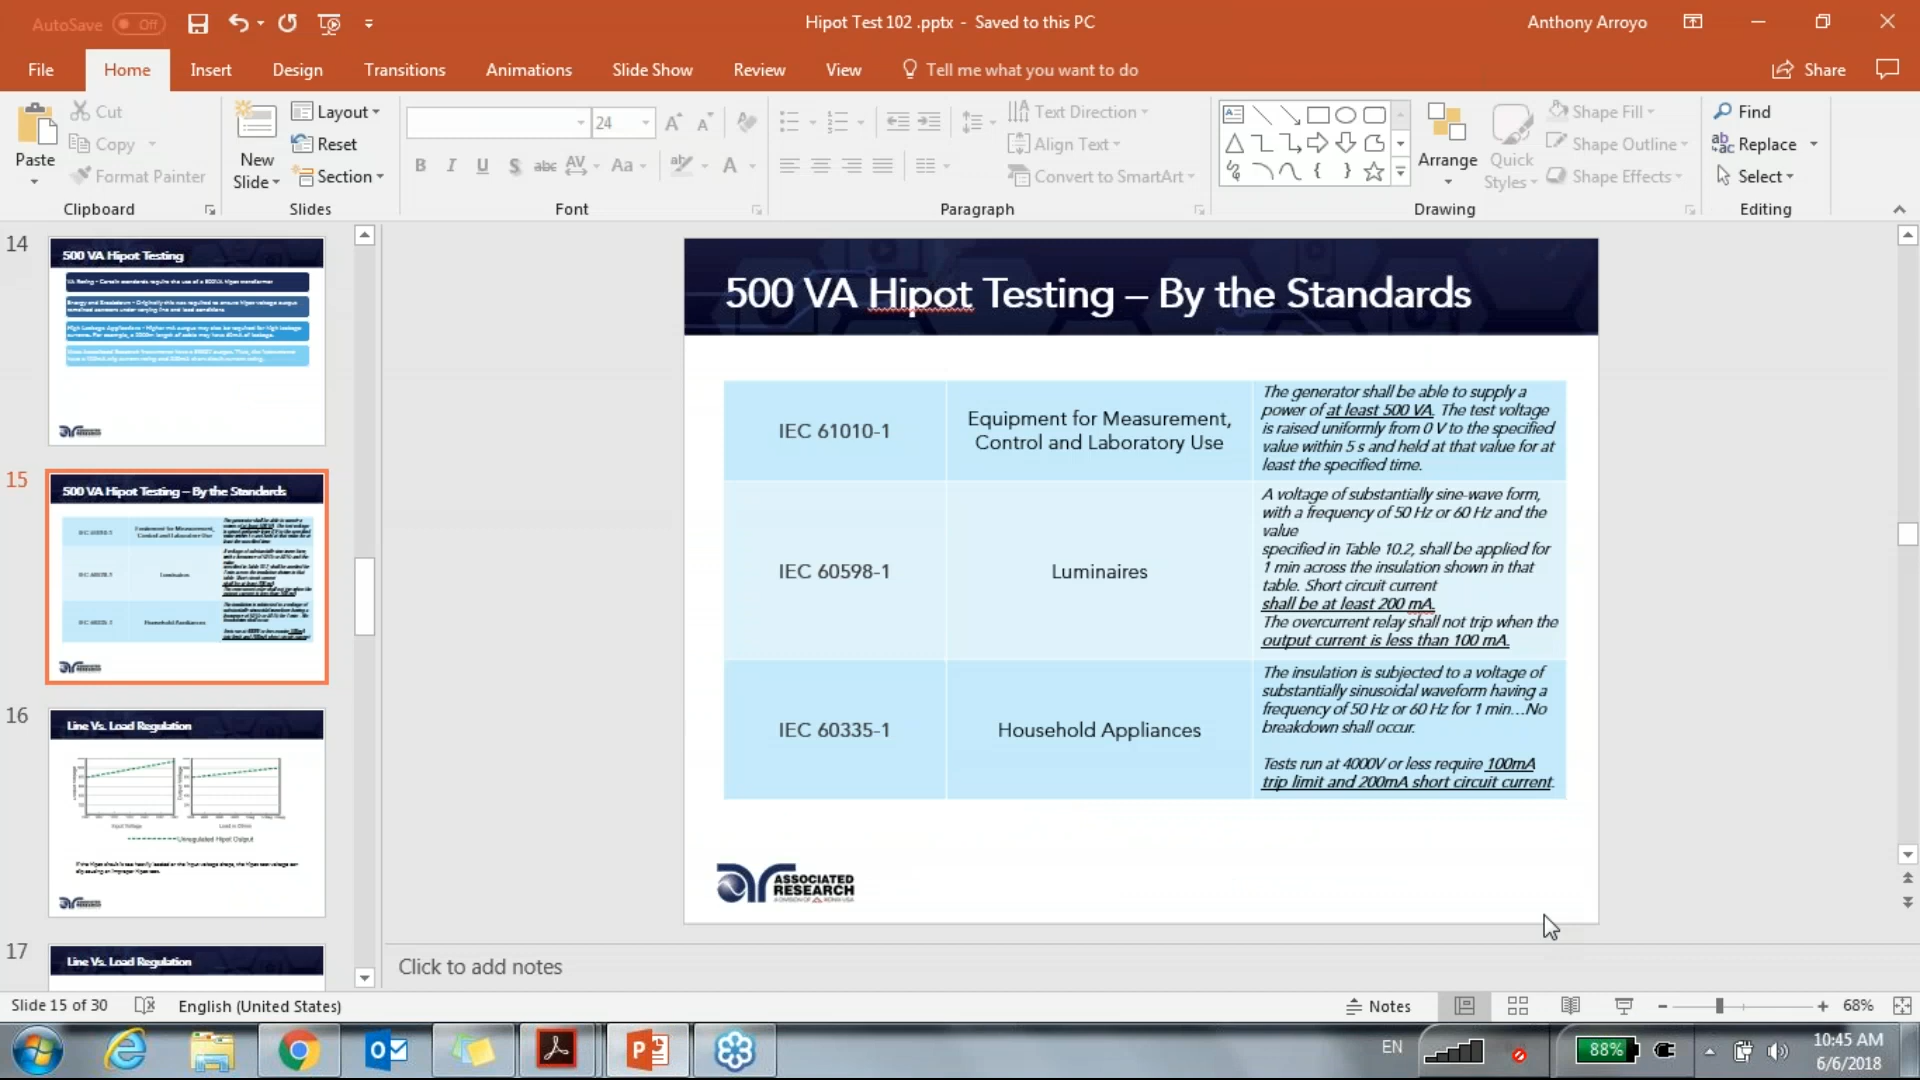 AutoSave Off
Hipot Test 102 .pptx - Saved to this PC
Anthony Arroyo
File
Home
Insert
Design
Transitions
Animations
Slide Show
Review
View
Tell me what you want to do
Share
Paste
Cut
Copy
Format Painter
Clipboard
New
Slide
Layout
Reset
Section
Slides
24
B I U S abc AV Aa A
Font
Text Direction
Align Text
Convert to SmartArt
Paragraph
Arrange
Quick
Styles
Shape Fill
Shape Outline
Shape Effects
Drawing
Find
Replace
Select
Editing
14
500 VA Hipot Testing
15
500 VA Hipot Testing – By the Standards
16
Line Vs. Load Regulation
Unregulated Hipot Output
17
Line Vs. Load Regulation
500 VA Hipot Testing – By the Standards
IEC 61010-1
Equipment for Measurement,
Control and Laboratory Use
The generator shall be able to supply a
power of at least 500 VA. The test voltage
is raised uniformly from 0 V to the specified
value within 5 s and held at that value for at
least the specified time.
IEC 60598-1
Luminaires
A voltage of substantially sine-wave form,
with a frequency of 50 Hz or 60 Hz and the
value
specified in Table 10.2, shall be applied for
1 min across the insulation shown in that
table. Short circuit current
shall be at least 200 mA.
The overcurrent relay shall not trip when the
output current is less than 100 mA.
IEC 60335-1
Household Appliances
The insulation is subjected to a voltage of
substantially sinusoidal waveform having a
frequency of 50 Hz or 60 Hz for 1 min...No
breakdown shall occur.
Tests run at 4000V or less require 100mA
trip limit and 200mA short circuit current.
ASSOCIATED
RESEARCH
Click to add notes
Slide 15 of 30
English (United States)
Notes
68%
EN
88%
10:45 AM
6/6/2018